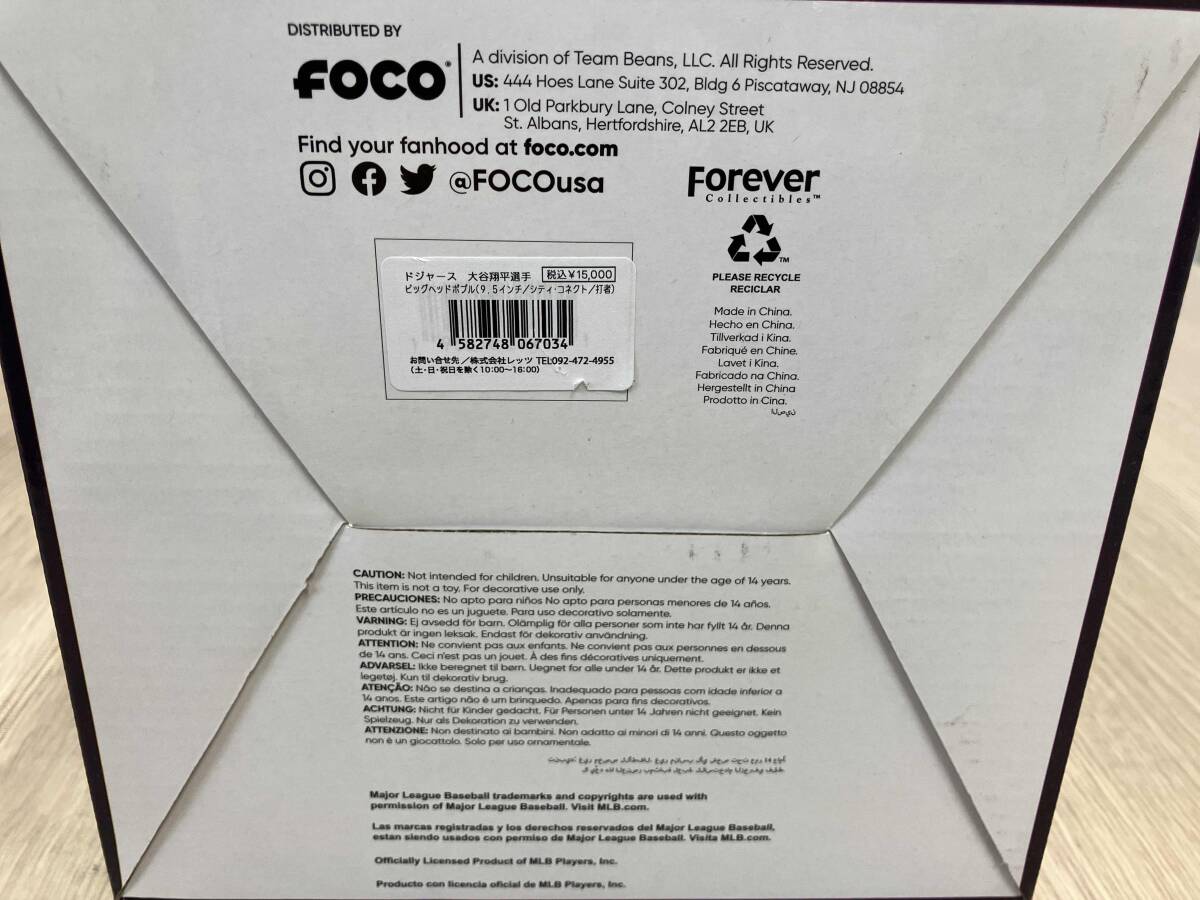 DISTRIBUTED BY
FOCO®
A division of Team Beans, LLC. All Rights Reserved.
US: 444 Hoes Lane Suite 302, Bldg 6 Piscataway, NJ 08854
UK: 1 Old Parkbury Lane, Colney Street
St. Albans, Hertfordshire, AL2 2EB, UK
Find your fanhood at foco.com
@FOCOusa
Forever
Collectibles™
TM
PLEASE RECYCLE
RECICLAR
Made in China.
Hecho en China.
Tillverkad i Kina.
Fabriqué en Chine.
Lavet i Kina.
Fabricado na China.
Hergestellt in China
Prodotto in Cina.
ドジャース 大谷翔平選手 税込¥15,000
ビッグヘッドボブル(9.5インチ/シティ・コネクト/打者)
4 582748 067034
お問い合せ先/株式会社レッツ TEL:092-472-4955
(土・日・祝日を除く10:00〜16:00)
CAUTION: Not intended for children. Unsuitable for anyone under the age of 14 years.
This item is not a toy. For decorative use only.
PRECAUCIONES: No apto para niños No apto para personas menores de 14 años.
Este artículo no es un juguete. Para uso decorativo solamente.
VARNING: Ej avsedd för barn. Olämplig för alla personer som inte har fyllt 14 år. Denna
produkt är ingen leksak. Endast för dekorativ användning.
ATTENTION: Ne convient pas aux enfants. Ne convient pas aux personnes en dessous
de 14 ans. Ceci n'est pas un jouet. À des fins décoratives uniquement.
ADVARSEL: Ikke beregnet til børn. Uegnet for alle under 14 år. Dette produkt er ikke et
legetøj. Kun til dekorativ brug.
ATENÇÃO: Não se destina a crianças. Inadequado para pessoas com idade inferior a
14 anos. Este artigo não é um brinquedo. Apenas para fins decorativos.
ACHTUNG: Nicht für Kinder gedacht. Für Personen unter 14 Jahren nicht geeignet. Kein
Spielzeug. Nur als Dekoration zu verwenden.
ATTENZIONE: Non destinato ai bambini. Non adatto ai minori di 14 anni. Questo oggetto
non è un giocattolo. Solo per uso ornamentale.
Major League Baseball trademarks and copyrights are used with
permission of Major League Baseball. Visit MLB.com.
Las marcas registradas y los derechos reservados del Major League Baseball,
estan siendo usados con permiso de Major League Baseball. Visita MLB.com.
Officially Licensed Product of MLB Players, Inc.
Producto con licencia oficial de MLB Players, Inc.